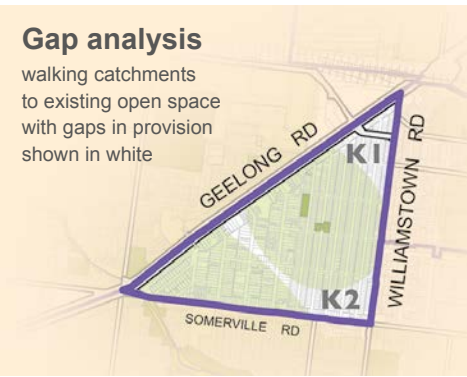 Gap analysis
walking catchments
to existing open space
with gaps in provision
shown in white
GEELONG RD
K1
WILLIAMSTOWN RD
K2
SOMERVILLE RD